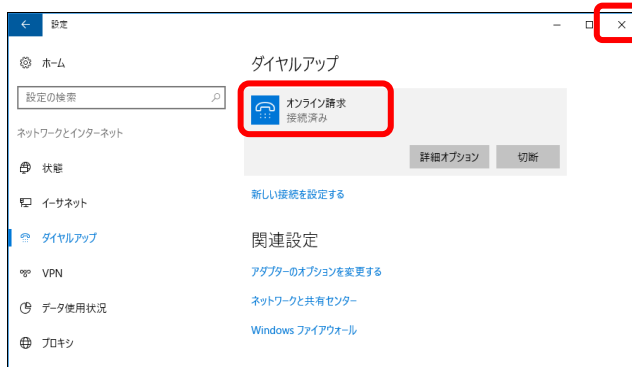 設定
ホーム
設定の検索
ネットワークとインターネット
状態
イーサネット
ダイヤルアップ
VPN
データ使用状況
プロキシ
ダイヤルアップ
オンライン請求
接続済み
詳細オプション 切断
新しい接続を設定する
関連設定
アダプターのオプションを変更する
ネットワークと共有センター
Windows ファイアウォール